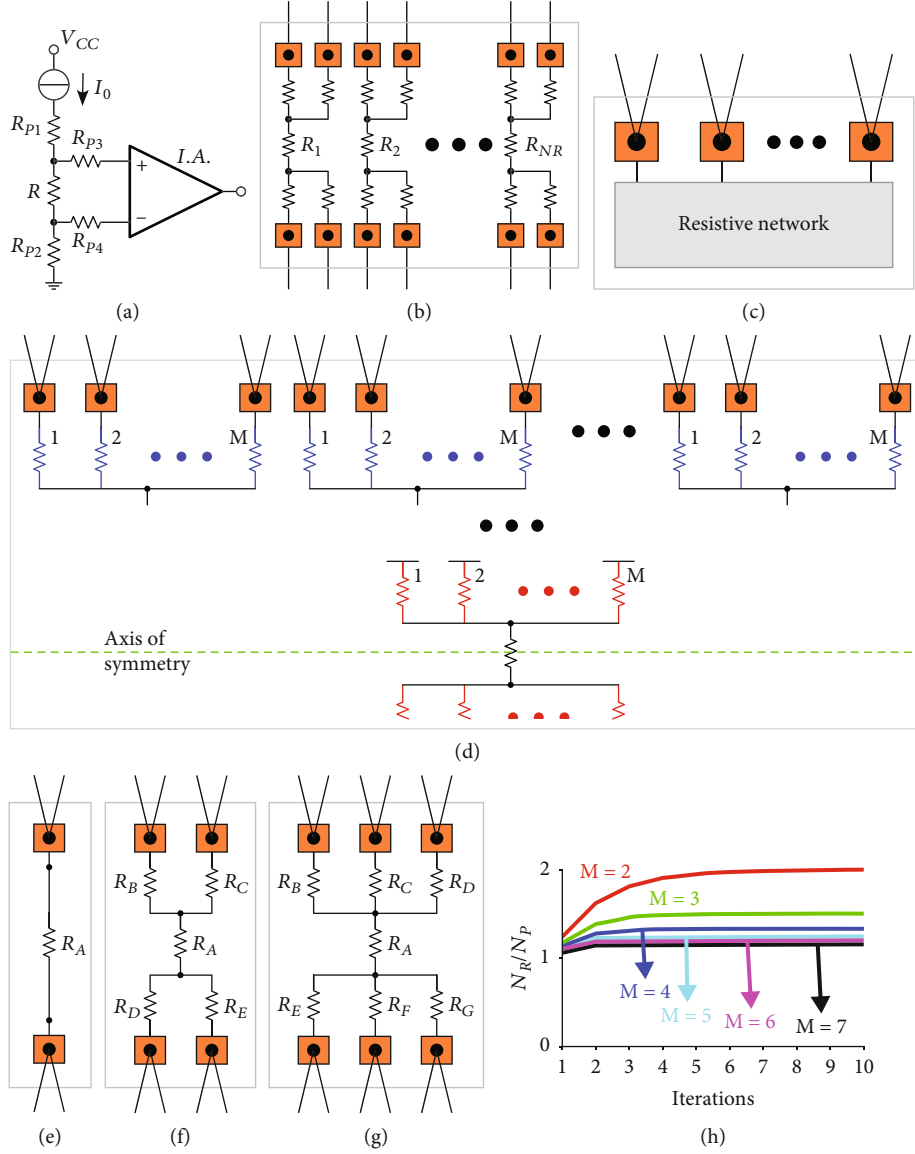 V_CC
I_0
R_P1
R_P3
I.A.
+
R
−
R_P4
R_P2
(a)
R_1
R_2
R_NR
(b)
Resistive network
(c)
1
2
M
1
2
M
1
2
M
1
2
M
Axis of
symmetry
(d)
R_A
(e)
R_B
R_C
R_A
R_D
R_E
(f)
R_B
R_C
R_D
R_A
R_E
R_F
R_G
(g)
N_R/N_P
2
1
0
M = 2
M = 3
M = 4
M = 5
M = 6
M = 7
1 2 3 4 5 6 7 8 9 10
Iterations
(h)